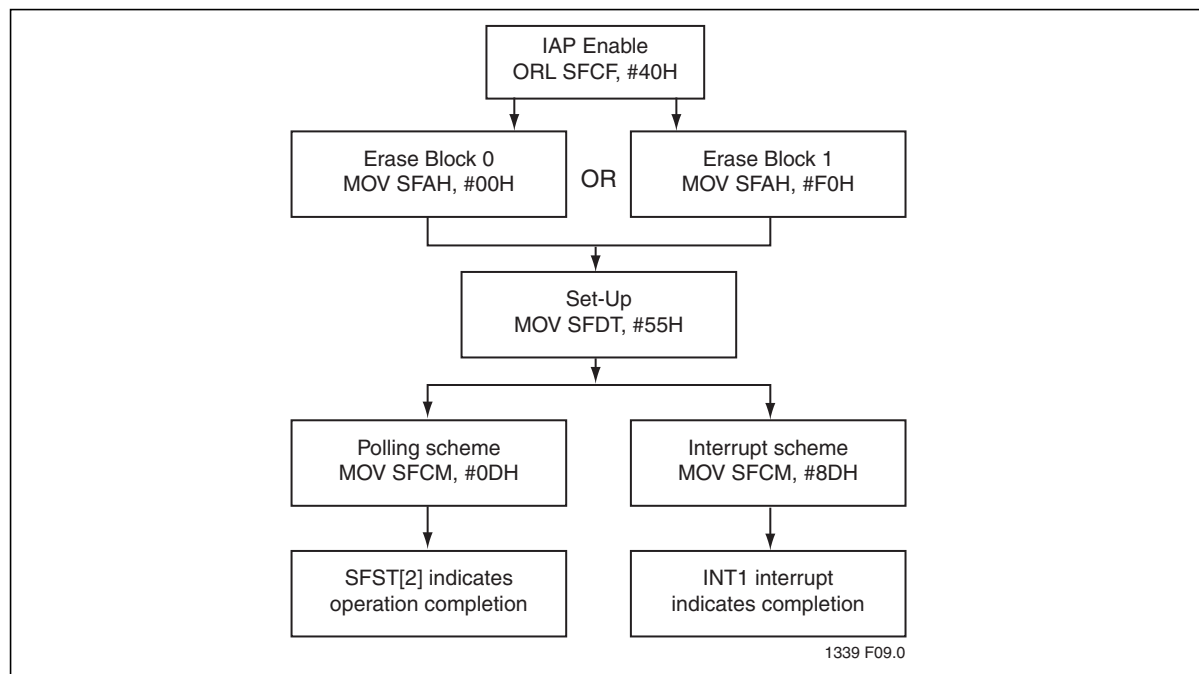 IAP Enable
ORL SFCF, #40H
Erase Block 0
MOV SFAH, #00H
OR
Erase Block 1
MOV SFAH, #F0H
Set-Up
MOV SFDT, #55H
Polling scheme
MOV SFCM, #0DH
Interrupt scheme
MOV SFCM, #8DH
SFST[2] indicates
operation completion
INT1 interrupt
indicates completion
1339 F09.0